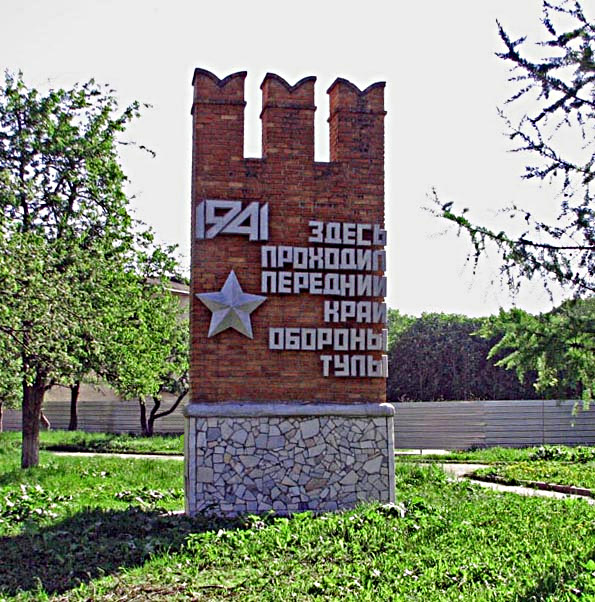 1941
ЗДЕСЬ
ПРОХОДИЛ
ПЕРЕДНИЙ
КРАЙ
ОБОРОНЫ
ТУЛЫ